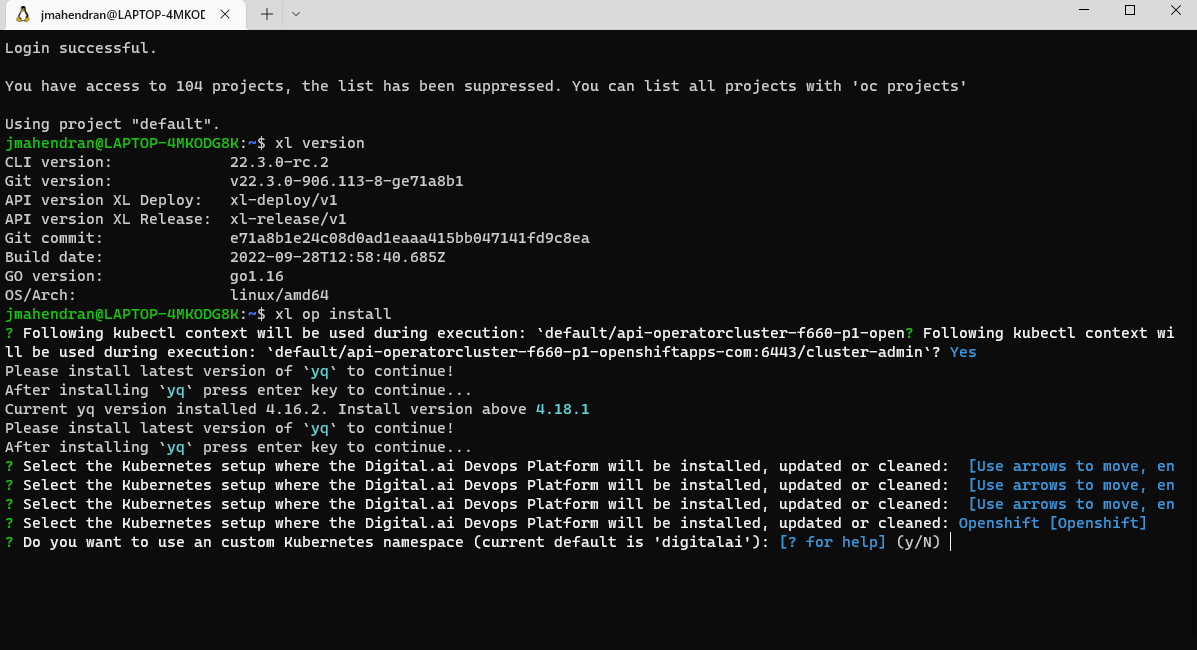 jmahendran@LAPTOP-4MKOD
Login successful.
You have access to 104 projects, the list has been suppressed. You can list all projects with 'oc projects'
Using project "default".
jmahendran@LAPTOP-4MKODG8K:~$ xl version
CLI version:             22.3.0-rc.2
Git version:             v22.3.0-906.113-8-ge71a8b1
API version XL Deploy:   xl-deploy/v1
API version XL Release:  xl-release/v1
Git commit:              e71a8b1e24c08d0ad1eaaa415bb047141fd9c8ea
Build date:              2022-09-28T12:58:40.685Z
GO version:              go1.16
OS/Arch:                 linux/amd64
jmahendran@LAPTOP-4MKODG8K:~$ xl op install
? Following kubectl context will be used during execution: `default/api-operatorcluster-f660-p1-open? Following kubectl context wi
ll be used during execution: `default/api-operatorcluster-f660-p1-openshiftapps-com:6443/cluster-admin`? Yes
Please install latest version of `yq` to continue!
After installing `yq` press enter key to continue...
Current yq version installed 4.16.2. Install version above 4.18.1
Please install latest version of `yq` to continue!
After installing `yq` press enter key to continue...
? Select the Kubernetes setup where the Digital.ai Devops Platform will be installed, updated or cleaned:  [Use arrows to move, en
? Select the Kubernetes setup where the Digital.ai Devops Platform will be installed, updated or cleaned:  [Use arrows to move, en
? Select the Kubernetes setup where the Digital.ai Devops Platform will be installed, updated or cleaned:  [Use arrows to move, en
? Select the Kubernetes setup where the Digital.ai Devops Platform will be installed, updated or cleaned: Openshift [Openshift]
? Do you want to use an custom Kubernetes namespace (current default is 'digitalai'): [? for help] (y/N)